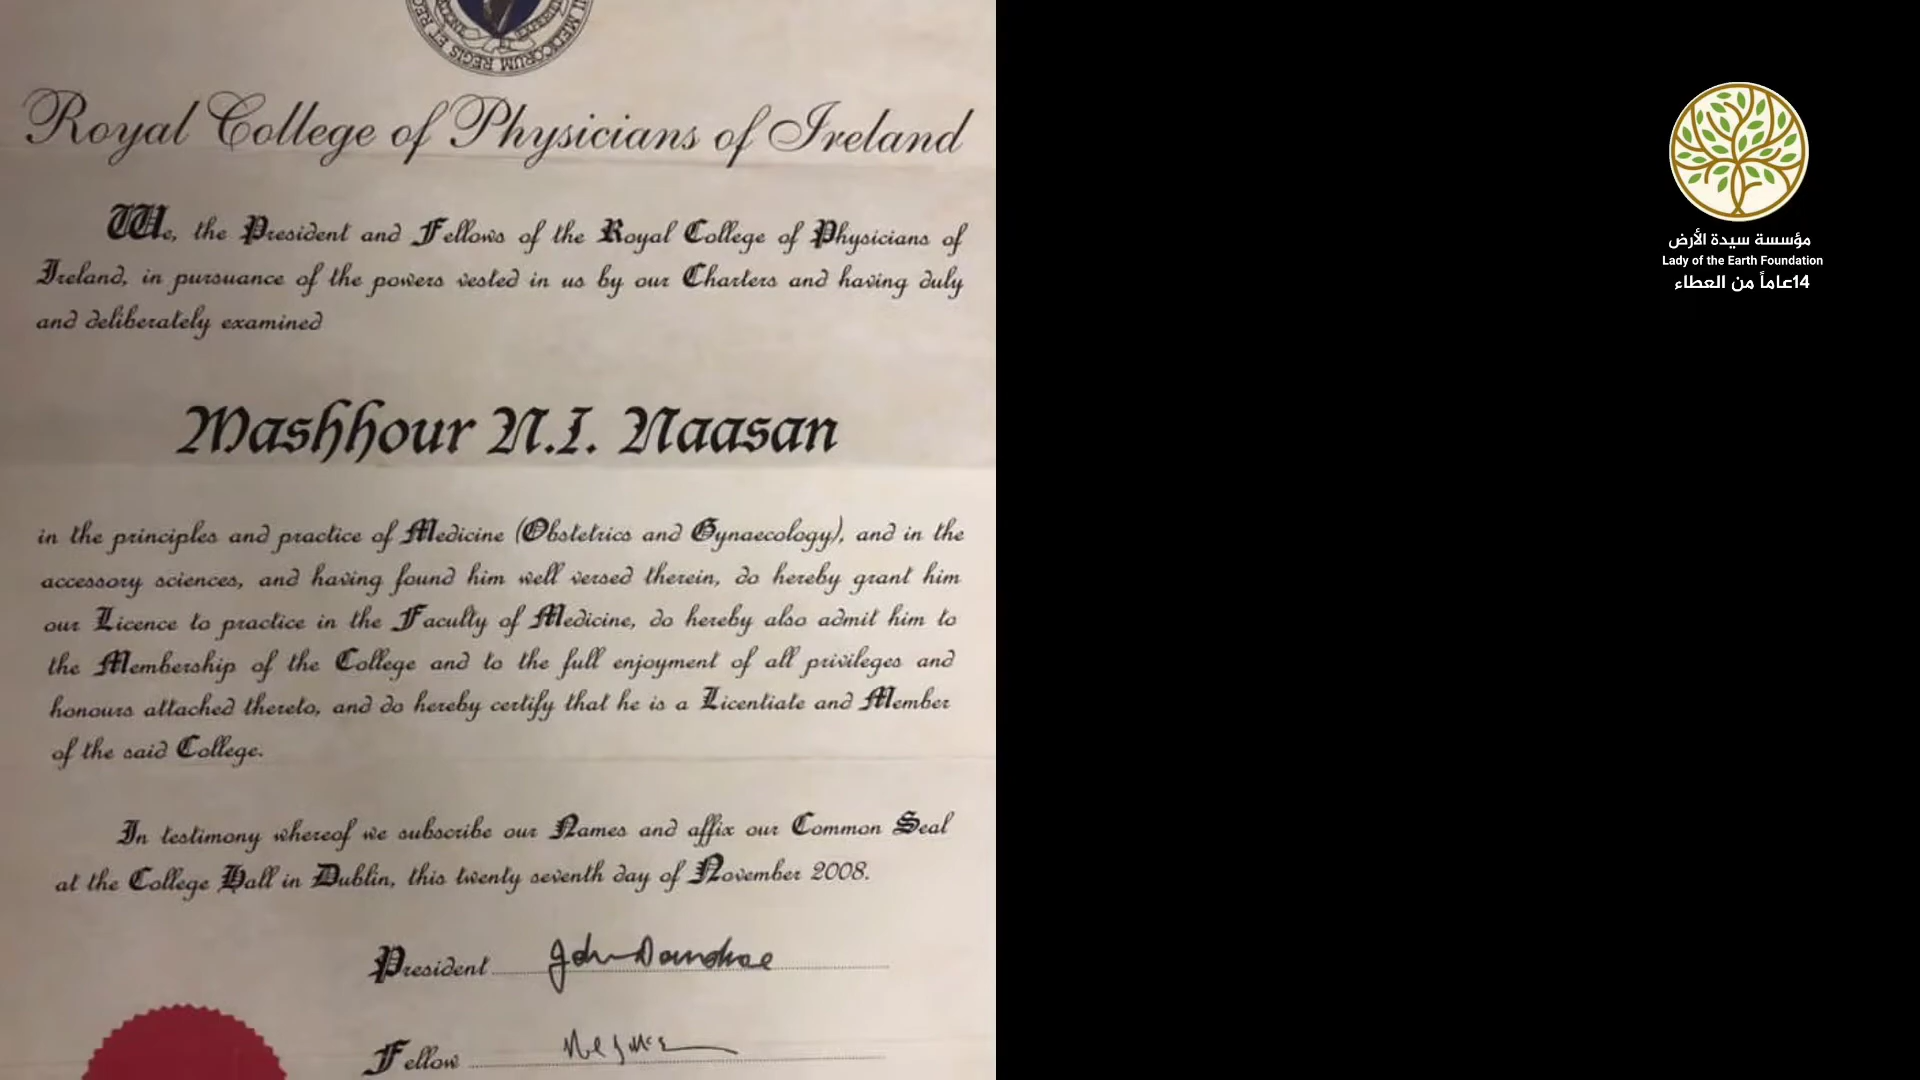 Royal College of Physicians of Ireland
We, the President and Fellows of the Royal College of Physicians of
Ireland, in pursuance of the powers vested in us by our Charters and having duly
and deliberately examined
Mashhour N.I. Naasan
in the principles and practice of Medicine (Obstetrics and Gynaecology), and in the
accessory sciences, and having found him well versed therein, do hereby grant him
our Licence to practice in the Faculty of Medicine, do hereby also admit him to
the Membership of the College and to the full enjoyment of all privileges and
honours attached thereto, and do hereby certify that he is a Licentiate and Member
of the said College.
In testimony whereof we subscribe our Names and affix our Common Seal
at the College Hall in Dublin, this twenty seventh day of November 2008.
President John Donohoe
Fellow
مؤسسة سيدة الأرض
Lady of the Earth Foundation
14عاماً من العطاء